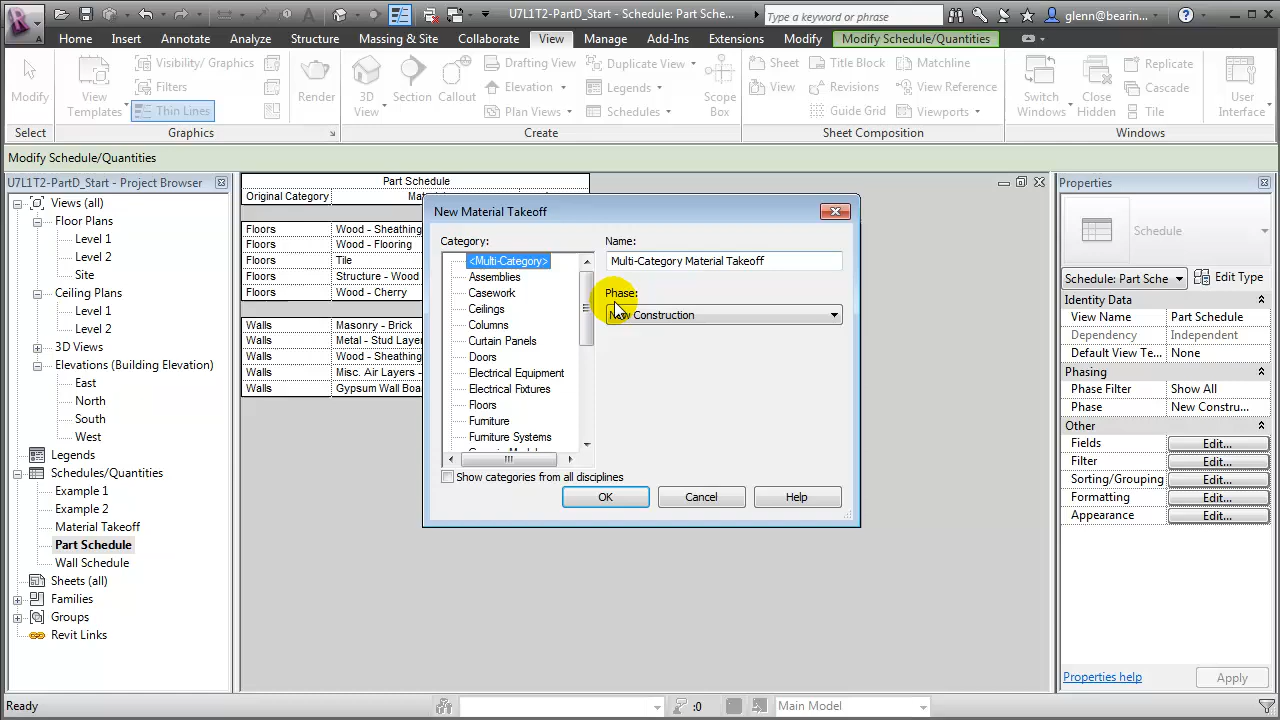 U7L1T2-PartD_Start - Schedule: Part Sche...
Type a keyword or phrase
glenn@bearin...
Home Insert Annotate Analyze Structure Massing & Site Collaborate View Manage Add-Ins Extensions Modify Modify Schedule/Quantities
Modify
View Templates
Visibility/ Graphics
Filters
Thin Lines
Render
3D View
Section
Callout
Drafting View
Elevation
Plan Views
Duplicate View
Legends
Schedules
Scope Box
Sheet
View
Title Block
Revisions
Guide Grid
Matchline
View Reference
Viewports
Switch Windows
Close Hidden
Replicate
Cascade
Tile
User Interface
Select Graphics Create Sheet Composition Windows
Modify Schedule/Quantities
U7L1T2-PartD_Start - Project Browser
Views (all)
Floor Plans
Level 1
Level 2
Site
Ceiling Plans
Level 1
Level 2
3D Views
Elevations (Building Elevation)
East
North
South
West
Legends
Schedules/Quantities
Example 1
Example 2
Material Takeoff
Part Schedule
Wall Schedule
Sheets (all)
Families
Groups
Revit Links
Part Schedule
Original Category
Floors Wood - Sheathing
Floors Wood - Flooring
Floors Tile
Floors Structure - Wood
Floors Wood - Cherry
Walls Masonry - Brick
Walls Metal - Stud Layer
Walls Wood - Sheathing
Walls Misc. Air Layers -
Walls Gypsum Wall Boa
New Material Takeoff
Category:
<Multi-Category>
Assemblies
Casework
Ceilings
Columns
Curtain Panels
Doors
Electrical Equipment
Electrical Fixtures
Floors
Furniture
Furniture Systems
Show categories from all disciplines
Name:
Multi-Category Material Takeoff
Phase:
New Construction
OK Cancel Help
Properties
Schedule
Schedule: Part Sche Edit Type
Identity Data
View Name Part Schedule
Dependency Independent
Default View Te... None
Phasing
Phase Filter Show All
Phase New Constru...
Other
Fields Edit...
Filter Edit...
Sorting/Grouping Edit...
Formatting Edit...
Appearance Edit...
Properties help Apply
Ready :0 Main Model